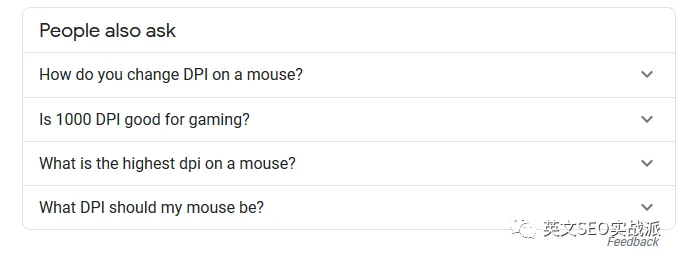 People also ask
How do you change DPI on a mouse?
Is 1000 DPI good for gaming?
What is the highest dpi on a mouse?
What DPI should my mouse be?
英文SEO实战派
Feedback